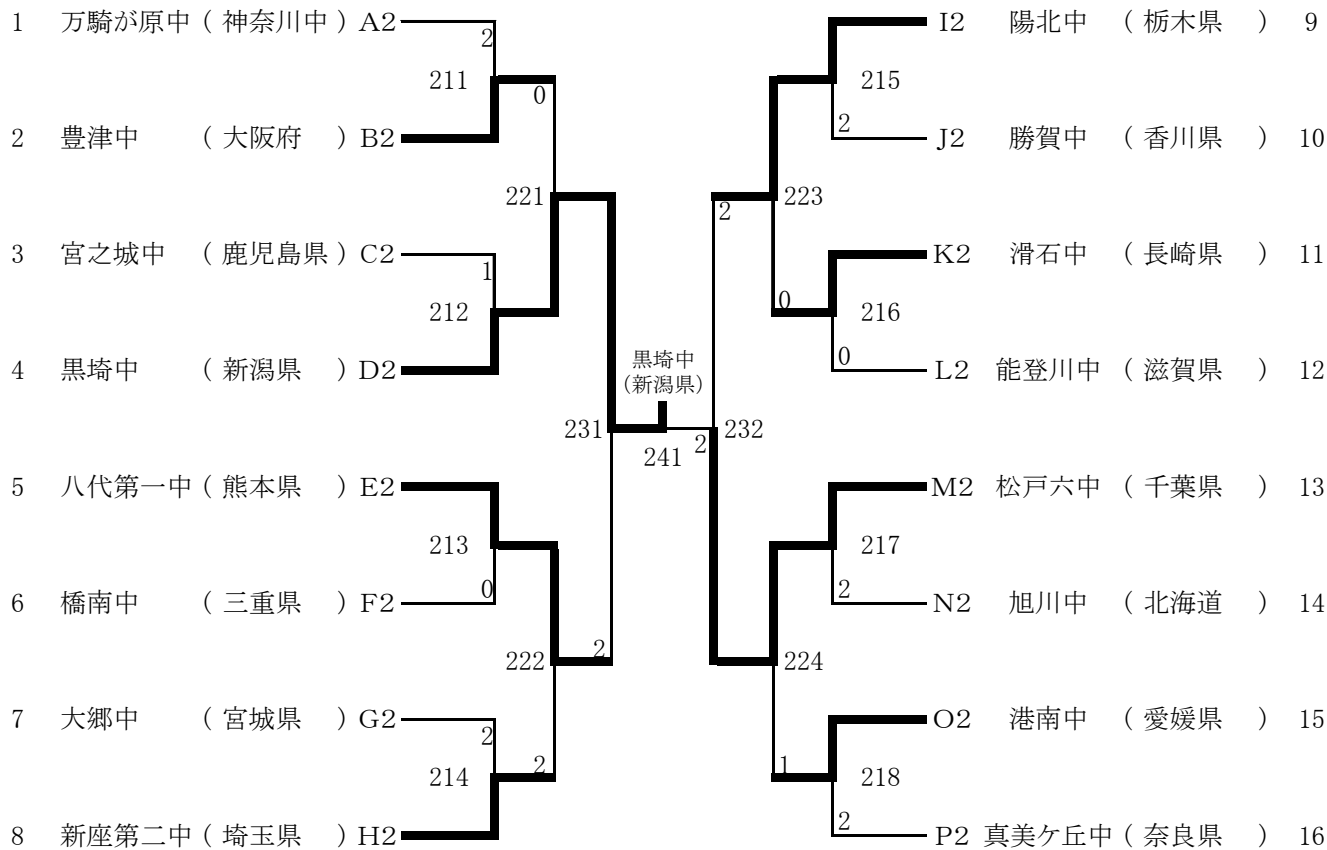 1 万騎が原中 ( 神奈川中 ) A2
2
211
0
2 豊津中 ( 大阪府 ) B2
221
3 宮之城中 ( 鹿児島県 ) C2
1
212
4 黒埼中 ( 新潟県 ) D2
231
5 八代第一中 ( 熊本県 ) E2
213
0
6 橋南中 ( 三重県 ) F2
222
2
7 大郷中 ( 宮城県 ) G2
2
214
2
8 新座第二中 ( 埼玉県 ) H2
黒埼中
(新潟県)
241
2
I2 陽北中 ( 栃木県 ) 9
215
2
J2 勝賀中 ( 香川県 ) 10
223
2
K2 滑石中 ( 長崎県 ) 11
0
216
0
L2 能登川中 ( 滋賀県 ) 12
232
M2 松戸六中 ( 千葉県 ) 13
217
2
N2 旭川中 ( 北海道 ) 14
224
O2 港南中 ( 愛媛県 ) 15
1
218
2
P2 真美ケ丘中 ( 奈良県 ) 16